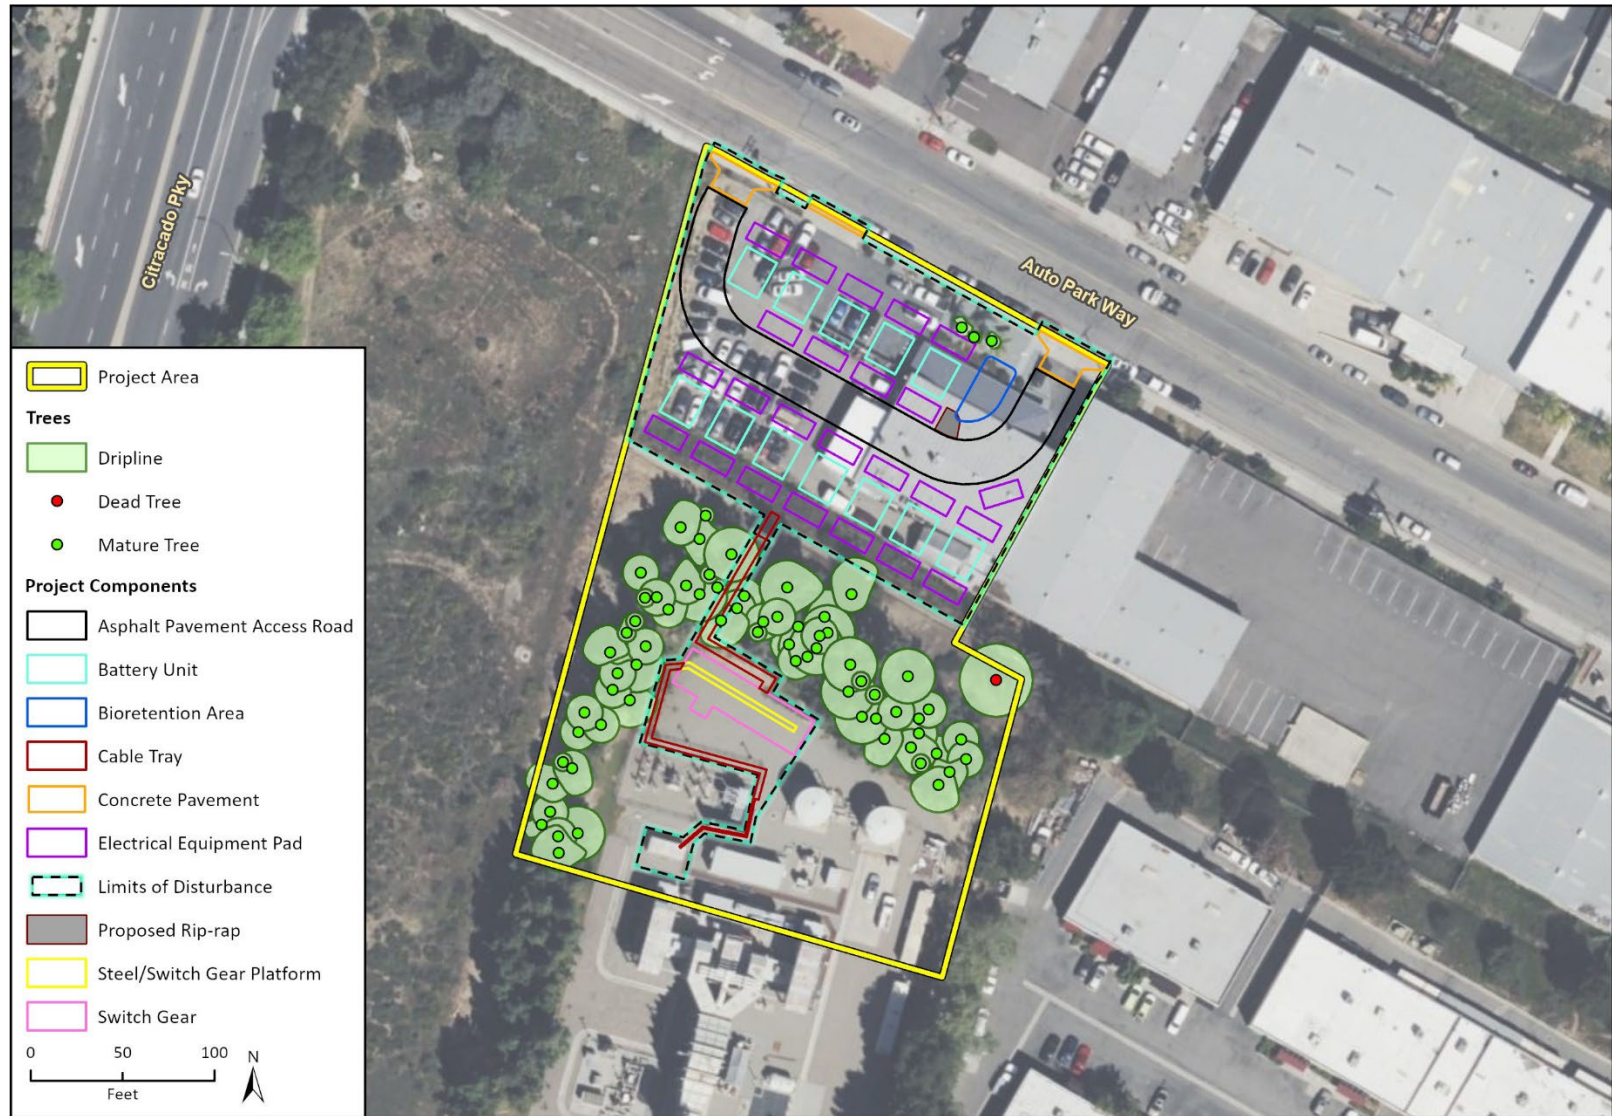 Citracado Pky
Auto Park Way
Project Area
Trees
Dripline
Dead Tree
Mature Tree
Project Components
Asphalt Pavement Access Road
Battery Unit
Bioretention Area
Cable Tray
Concrete Pavement
Electrical Equipment Pad
Limits of Disturbance
Proposed Rip-rap
Steel/Switch Gear Platform
Switch Gear
0 50 100
Feet
N